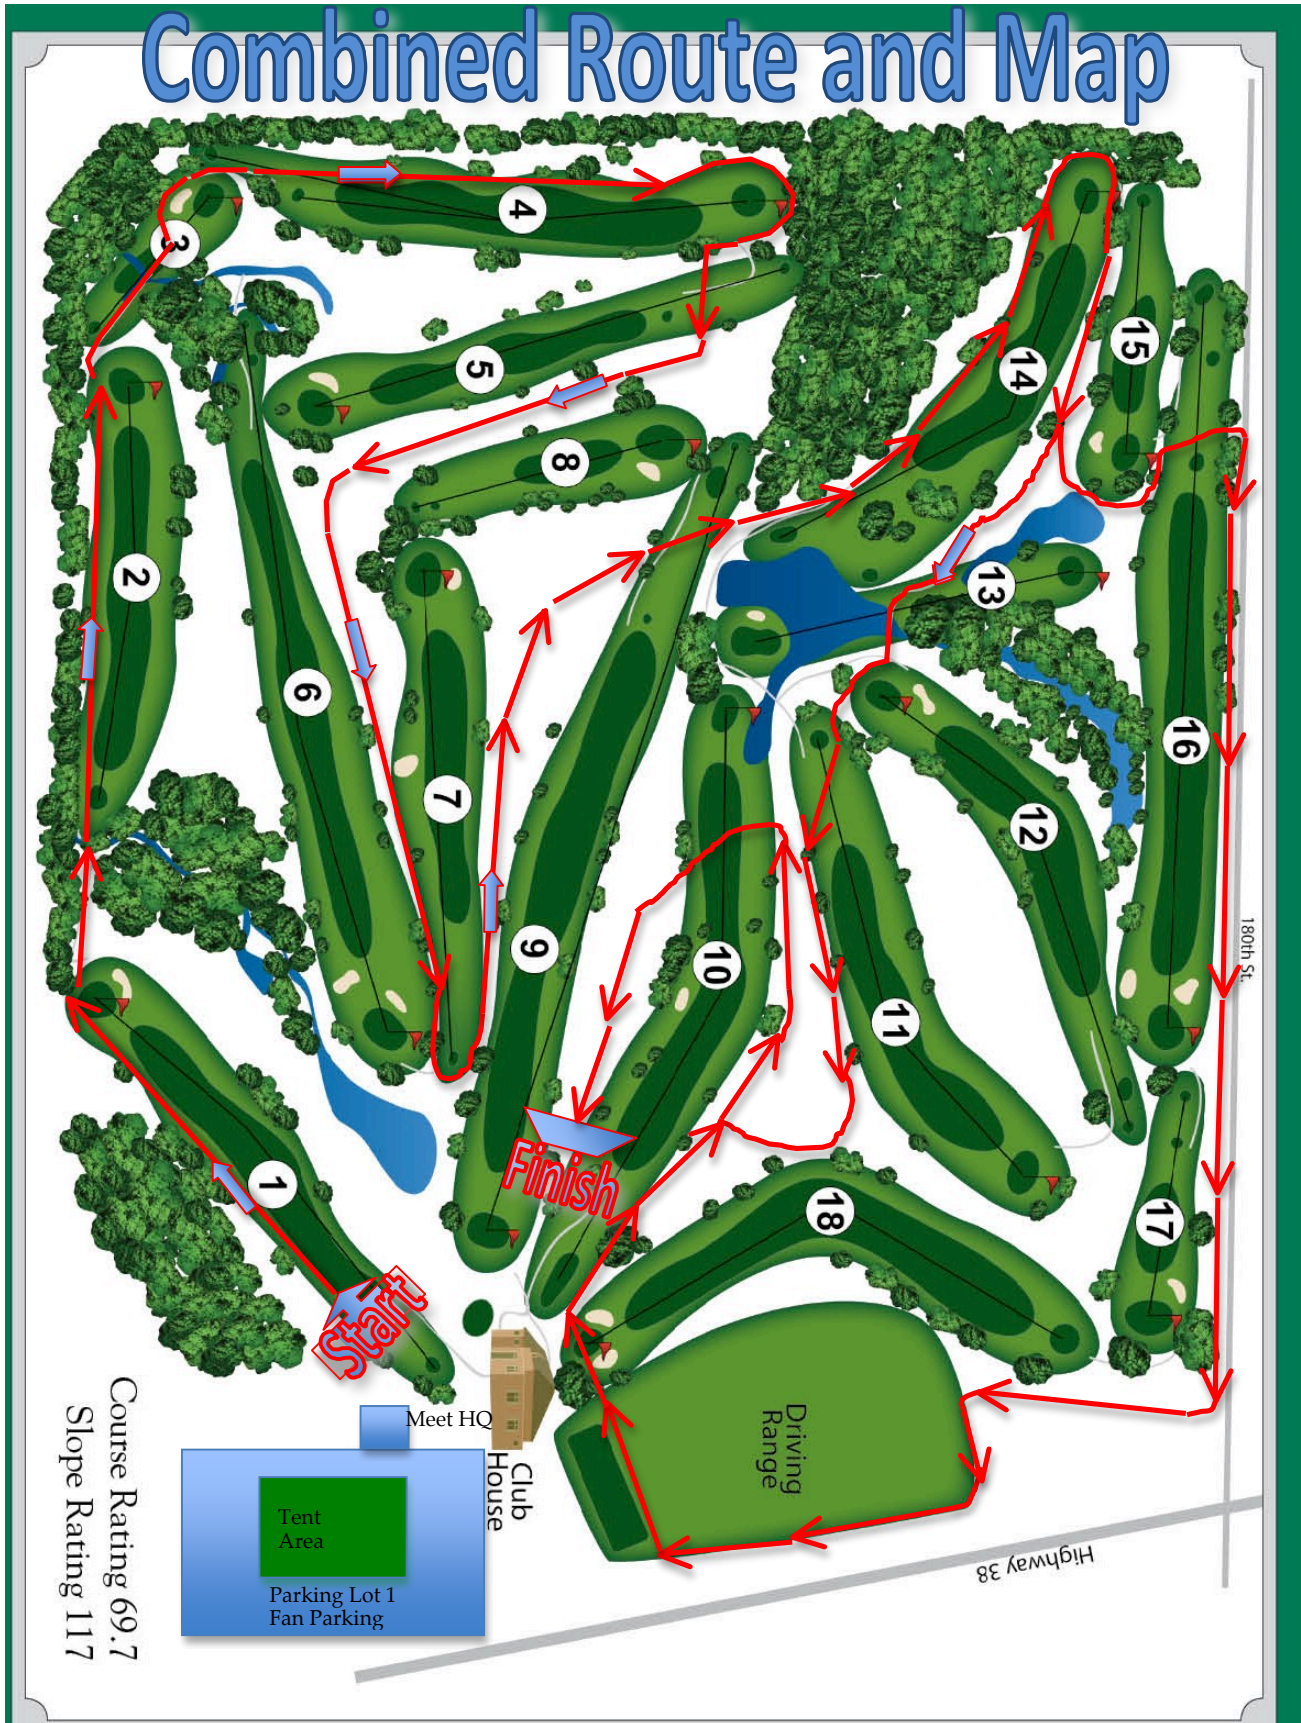 Combined Route and Map
4
3
5
14
15
8
2
13
6
16
7
12
9
10
11
180th St.
1
Finish
18
17
Start
Meet HQ
Club
House
Driving
Range
Tent
Area
Highway 38
Parking Lot 1
Fan Parking
Course Rating 69.7
Slope Rating 117